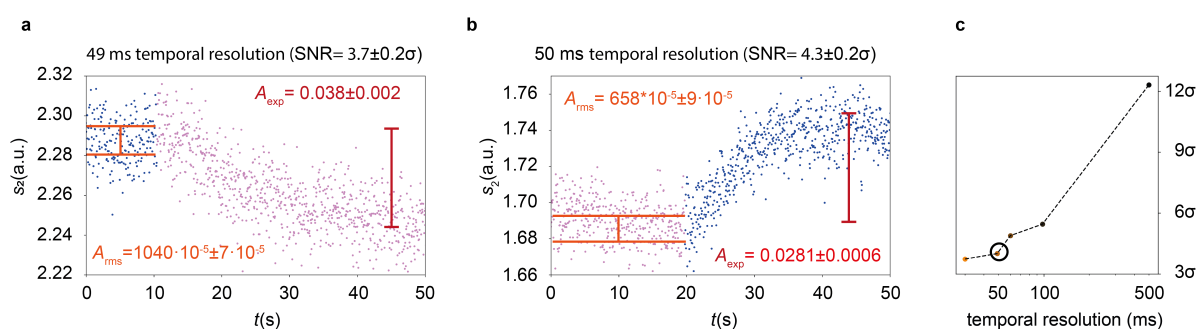 a
49 ms temporal resolution (SNR= 3.7±0.2σ)
2.32
2.30
2.28
2.26
2.24
2.22
s₂(a.u.)
A_exp = 0.038±0.002
A_rms =1040·10⁻⁵±7·10⁻⁵
0 10 20 30 40 50
t(s)
b
50 ms temporal resolution (SNR= 4.3±0.2σ)
1.76
1.74
1.72
1.70
1.68
1.66
s₂(a.u.)
A_rms = 658*10⁻⁵±9·10⁻⁵
A_exp = 0.0281±0.0006
0 10 20 30 40 50
t(s)
c
12σ
9σ
6σ
3σ
50 100 500
temporal resolution (ms)